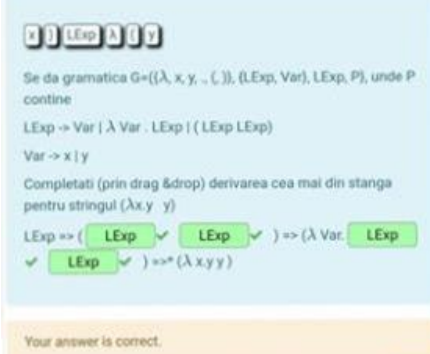 x ) LExp λ ( y
Se da gramatica G=({λ, x, y, ., (, )}, {LExp, Var}, LExp, P), unde P
contine
LExp -> Var | λ Var . LExp | ( LExp LExp)
Var -> x | y
Completati (prin drag &drop) derivarea cea mai din stanga
pentru stringul (λx.y y)
LExp => ( LExp ✓ LExp ✓ ) => (λ Var. LExp
✓ LExp ✓ ) =>* (λ x.y y )
Your answer is correct.